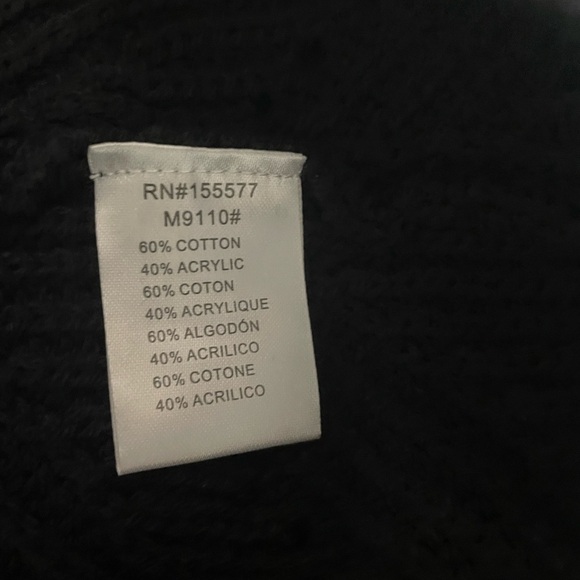 RN#155577
M9110#
60% COTTON
40% ACRYLIC
60% COTON
40% ACRYLIQUE
60% ALGODÓN
40% ACRILICO
60% COTONE
40% ACRILICO